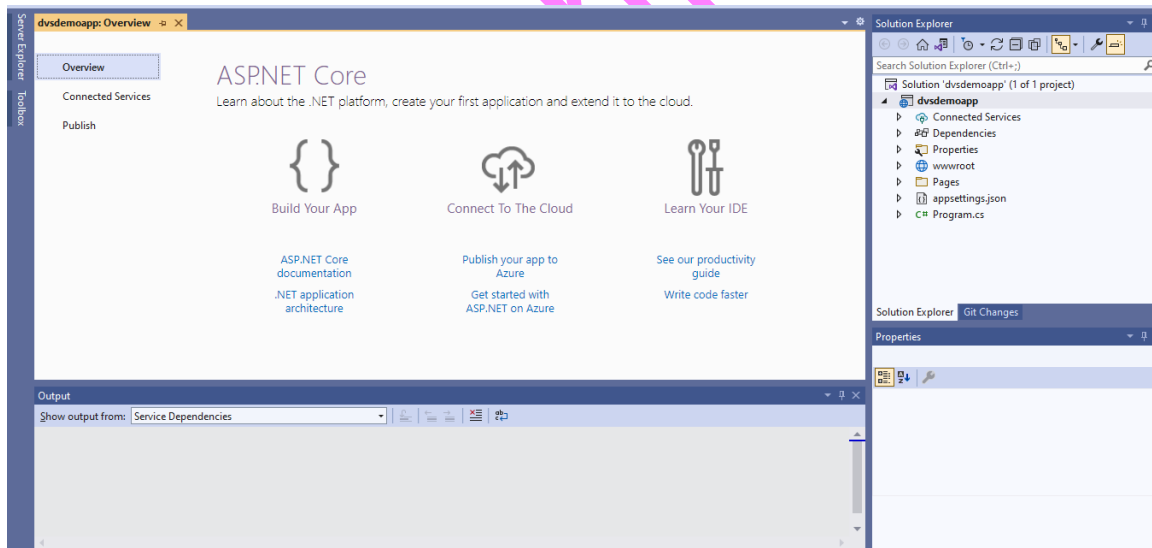 Server Explorer
Toolbox
dvsdemoapp: Overview
Overview
Connected Services
Publish
ASP.NET Core
Learn about the .NET platform, create your first application and extend it to the cloud.
Build Your App
Connect To The Cloud
Learn Your IDE
ASP.NET Core
documentation
Publish your app to
Azure
See our productivity
guide
.NET application
architecture
Get started with
ASP.NET on Azure
Write code faster
Output
Show output from: Service Dependencies
Solution Explorer
Search Solution Explorer (Ctrl+;)
Solution 'dvsdemoapp' (1 of 1 project)
dvsdemoapp
Connected Services
Dependencies
Properties
wwwroot
Pages
appsettings.json
C# Program.cs
Solution Explorer Git Changes
Properties